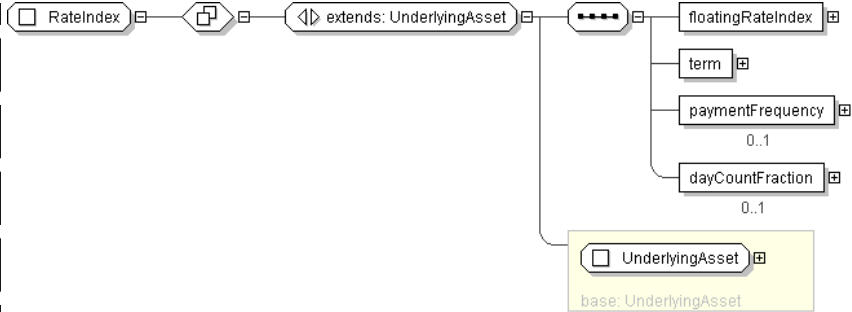 RateIndex
extends: UnderlyingAsset
floatingRateIndex
term
paymentFrequency
0..1
dayCountFraction
0..1
UnderlyingAsset
base: UnderlyingAsset